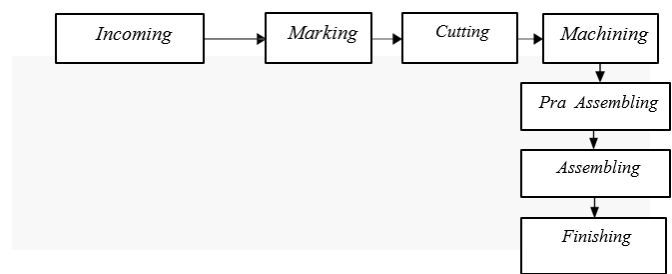 Incoming
Marking
Cutting
Machining
Pra Assembling
Assembling
Finishing